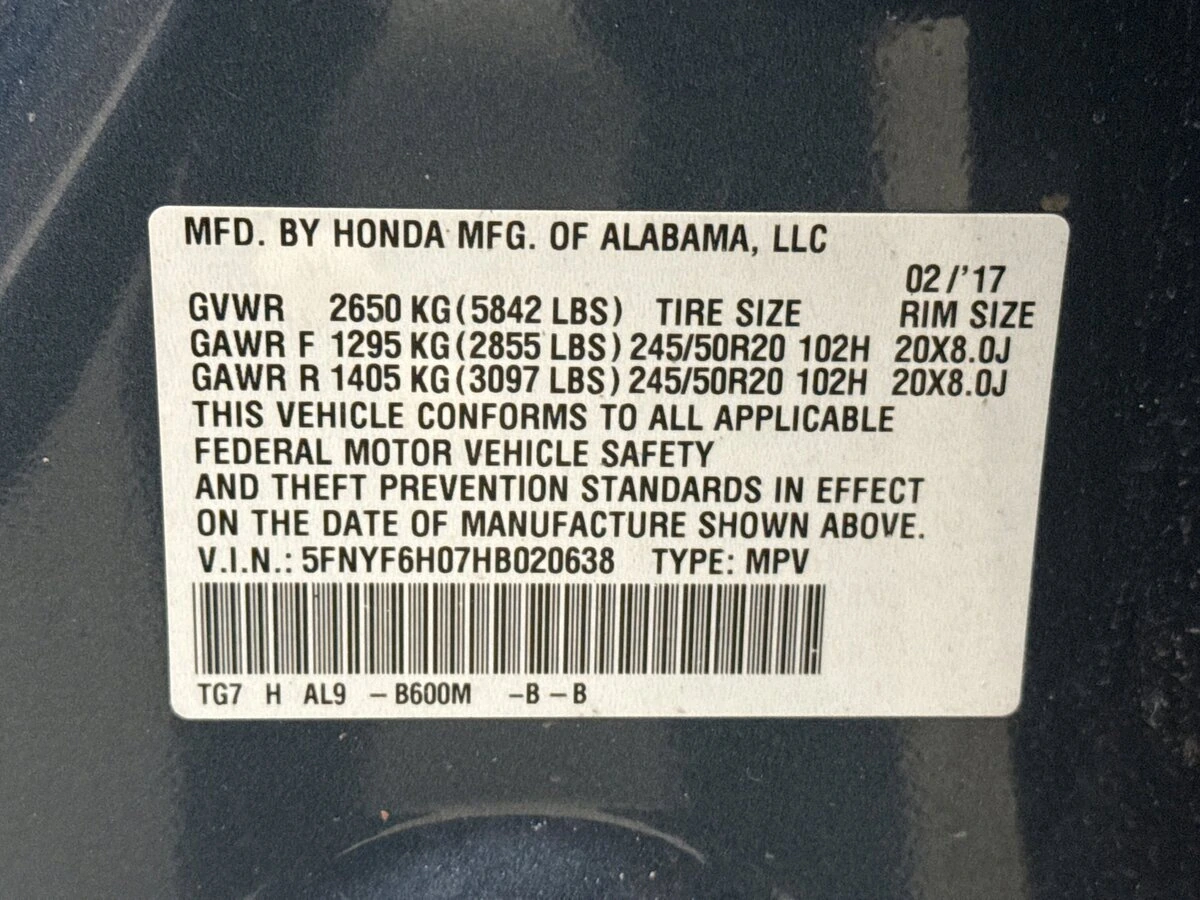 MFD. BY HONDA MFG. OF ALABAMA, LLC
02/'17
GVWR 2650 KG(5842 LBS) TIRE SIZE RIM SIZE
GAWR F 1295 KG(2855 LBS) 245/50R20 102H 20X8.0J
GAWR R 1405 KG(3097 LBS) 245/50R20 102H 20X8.0J
THIS VEHICLE CONFORMS TO ALL APPLICABLE
FEDERAL MOTOR VEHICLE SAFETY
AND THEFT PREVENTION STANDARDS IN EFFECT
ON THE DATE OF MANUFACTURE SHOWN ABOVE.
V.I.N.: 5FNYF6H07HB020638 TYPE: MPV
TG7 H AL9 -B600M -B-B